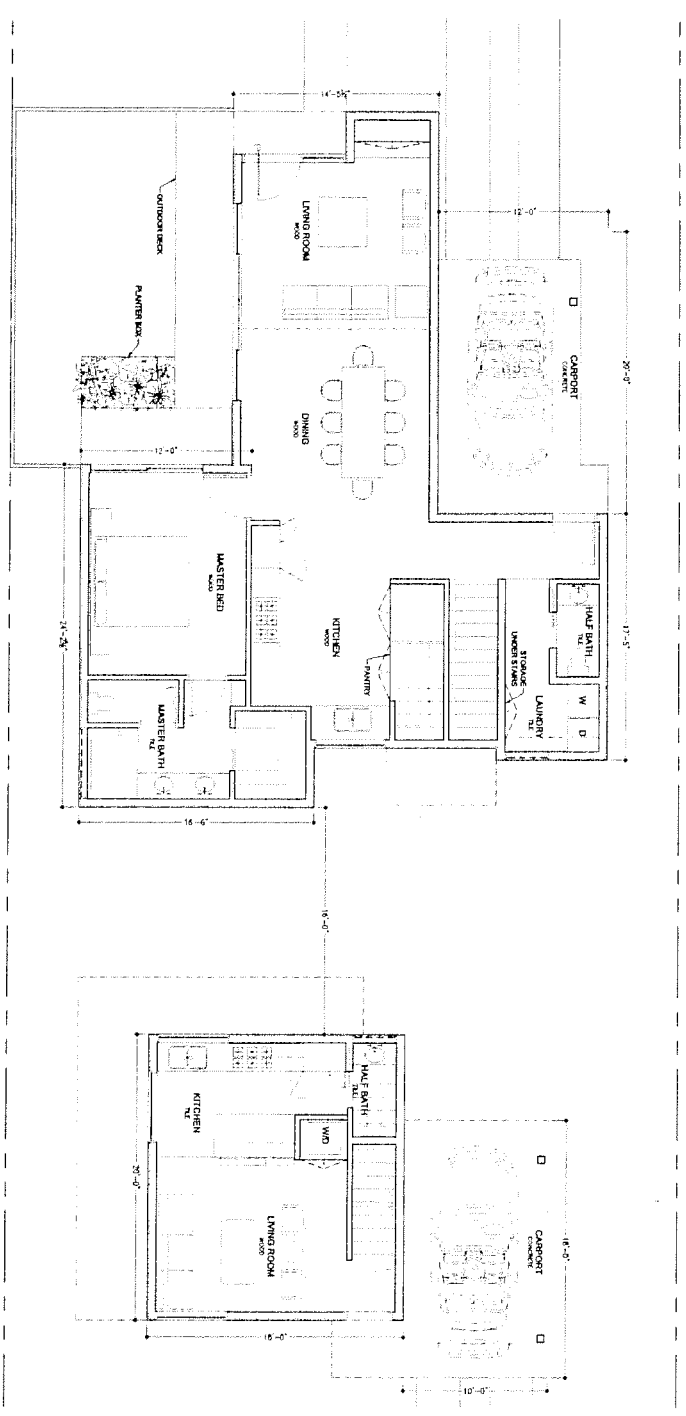 14'-5¾"
12'-0"
20'-0"
17'-5"
CARPORT
CONCRETE
LIVING ROOM
WOOD
OUTDOOR DECK
PLANTER BOX
DINING
WOOD
12'-0"
24'-2⅝"
MASTER BED
WOOD
KITCHEN
WOOD
PANTRY
HALF BATH
TILE
STORAGE
UNDER STAIRS
LAUNDRY
TILE
W
D
MASTER BATH
TILE
16'-6"
16'-0"
HALF BATH
TILE
KITCHEN
TILE
W/D
LIVING ROOM
WOOD
20'-0"
18'-0"
CARPORT
CONCRETE
10'-0"